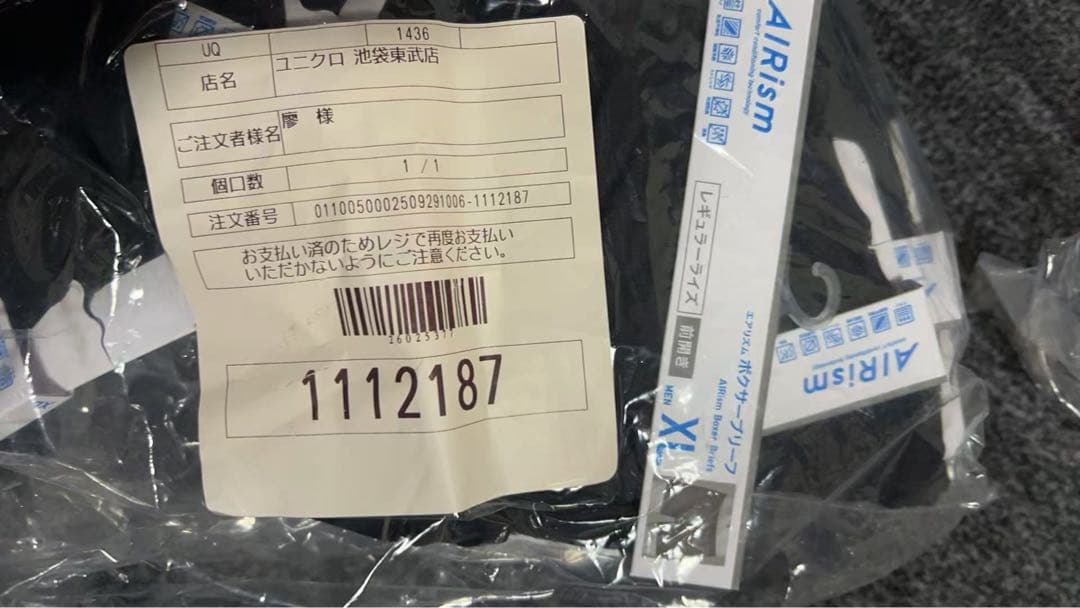 UQ 1436
店名 ユニクロ 池袋東武店
ご注文者様名 廖 様
個口数 1 / 1
注文番号 0110050002509291006-1112187
お支払い済のためレジで再度お支払い
いただかないようにご注意ください。
1112187
AIRism
comfort conditioning technology
レギュラーライズ
前開き
エアリズム ボクサーブリーフ
AIRism Boxer Briefs
MEN
AIRism